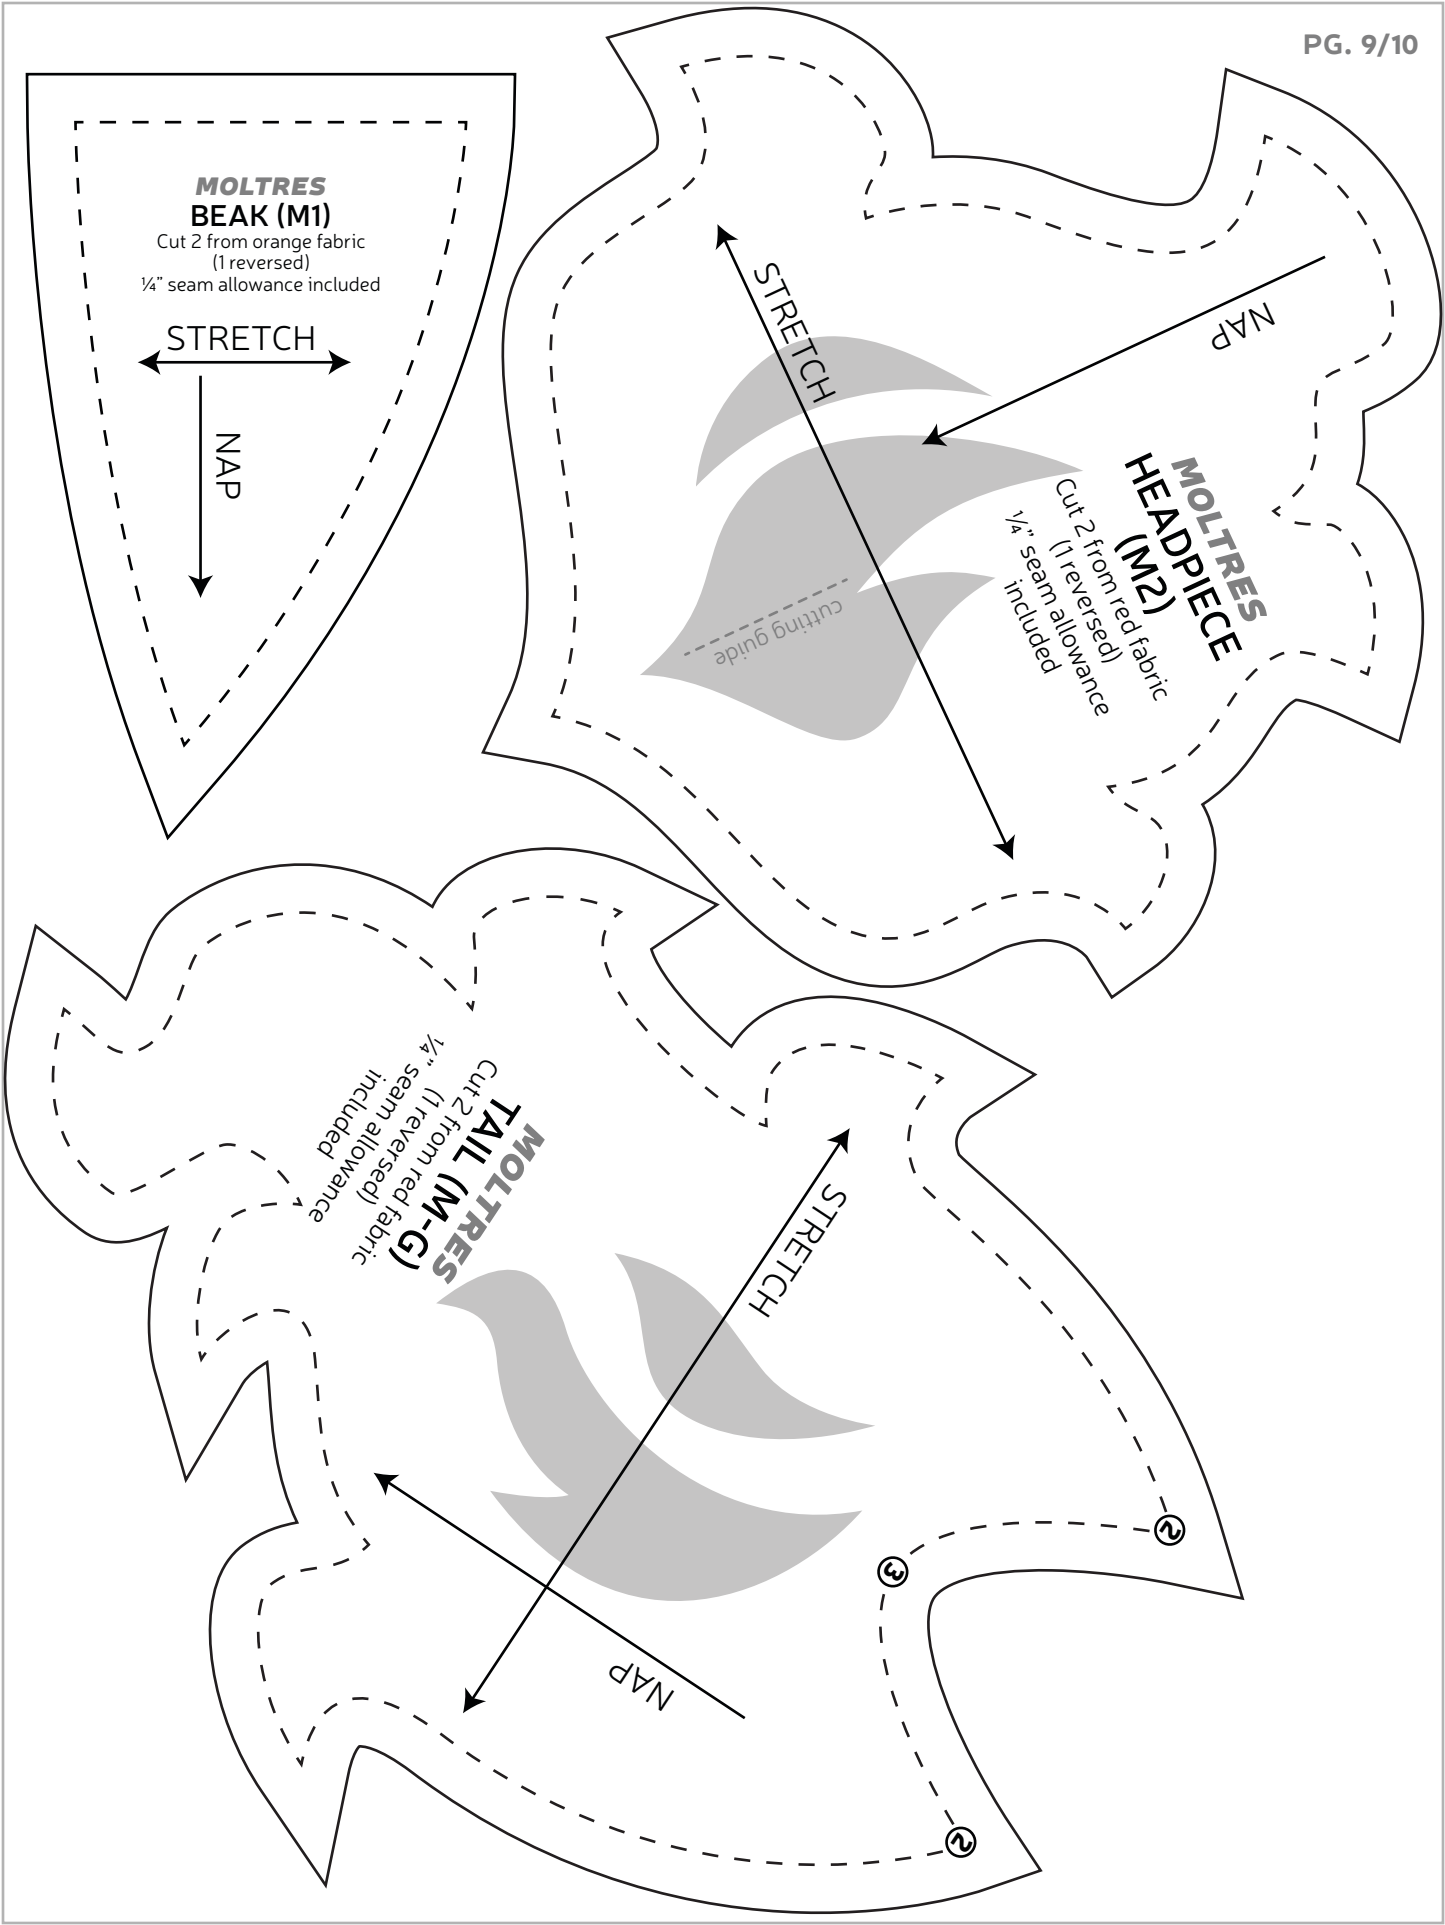 PG. 9/10
MOLTRES
BEAK (M1)
Cut 2 from orange fabric
(1 reversed)
¼” seam allowance included
STRETCH
NAP
STRETCH
NAP
MOLTRES
HEADPIECE
(M2)
Cut 2 from red fabric
(1 reversed)
¼” seam allowance
included
cutting guide
MOLTRES
TAIL (M-G)
Cut 2 from red fabric
(1 reversed)
¼” seam allowance
included
STRETCH
NAP
2
3
2